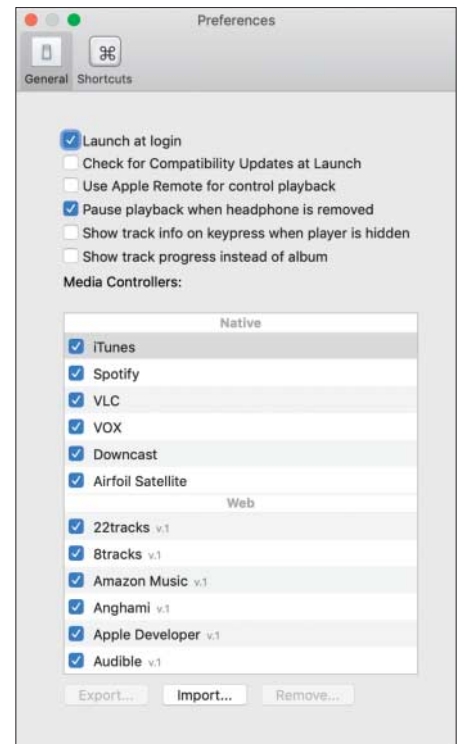 Preferences
⌘
General Shortcuts
Launch at login
Check for Compatibility Updates at Launch
Use Apple Remote for control playback
Pause playback when headphone is removed
Show track info on keypress when player is hidden
Show track progress instead of album
Media Controllers:
Native
iTunes
Spotify
VLC
VOX
Downcast
Airfoil Satellite
Web
22tracks v.1
8tracks v.1
Amazon Music v.1
Anghami v.1
Apple Developer v.1
Audible v.1
Export... Import... Remove...